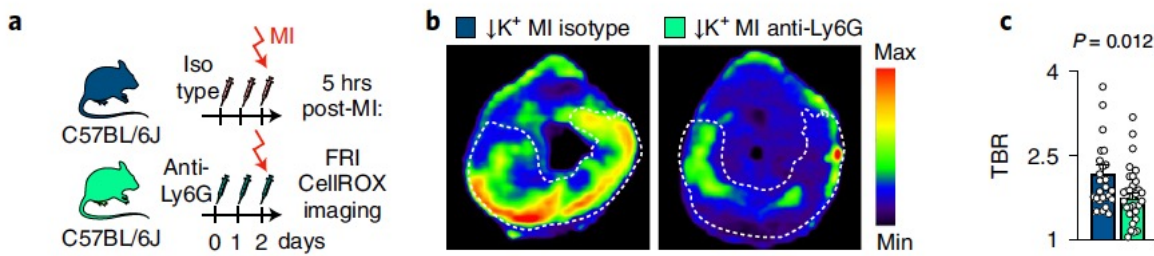 a
MI
Iso
type
5 hrs
post-MI:
C57BL/6J
Anti-
Ly6G
FRI
CellROX
imaging
C57BL/6J
0 1 2 days
b
↓K⁺ MI isotype
↓K⁺ MI anti-Ly6G
Max
Min
c
P = 0.012
TBR
4
2.5
1